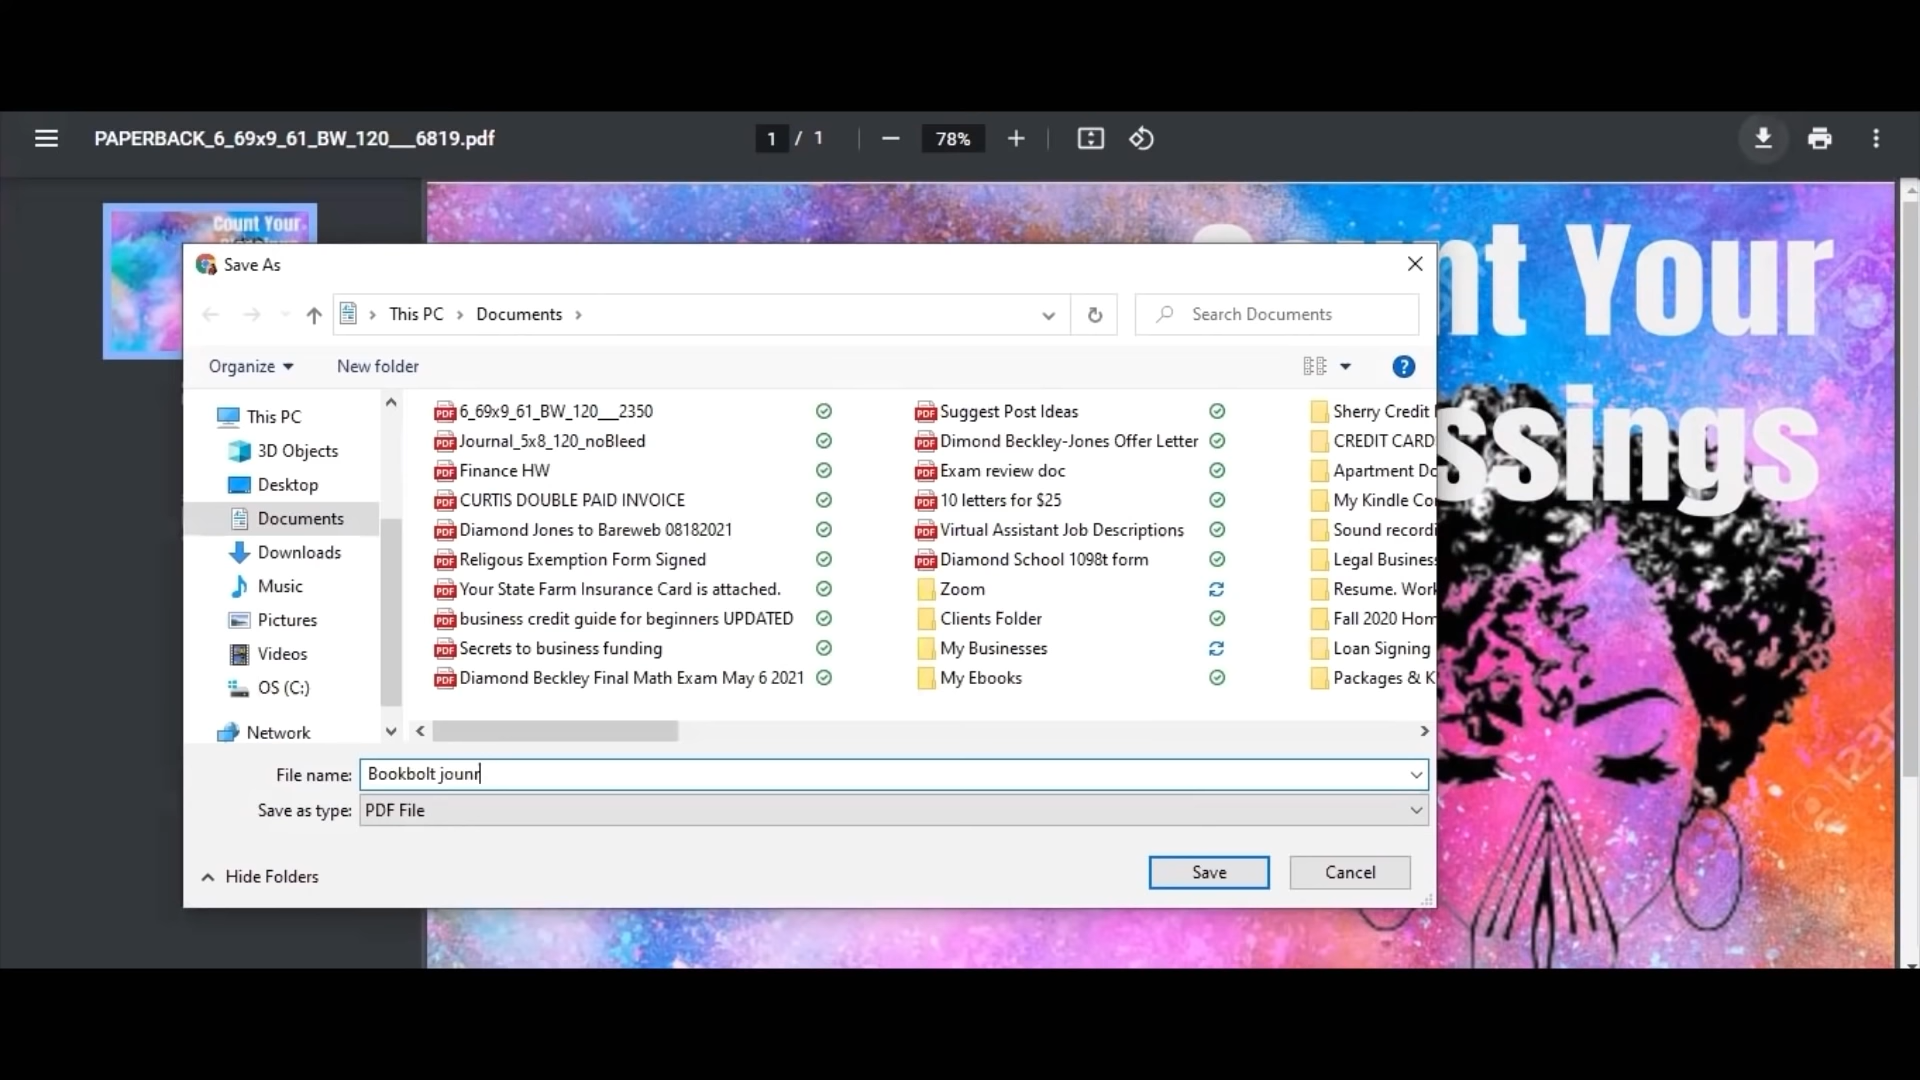 PAPERBACK_6_69x9_61_BW_120___6819.pdf
1 / 1
78%
Count Your
nt Your
ssings
Save As
This PC
Documents
Search Documents
Organize
New folder
This PC
3D Objects
Desktop
Documents
Downloads
Music
Pictures
Videos
OS (C:)
Network
6_69x9_61_BW_120___2350
Journal_5x8_120_noBleed
Finance HW
CURTIS DOUBLE PAID INVOICE
Diamond Jones to Bareweb 08182021
Religous Exemption Form Signed
Your State Farm Insurance Card is attached.
business credit guide for beginners UPDATED
Secrets to business funding
Diamond Beckley Final Math Exam May 6 2021
Suggest Post Ideas
Dimond Beckley-Jones Offer Letter
Exam review doc
10 letters for $25
Virtual Assistant Job Descriptions
Diamond School 1098t form
Zoom
Clients Folder
My Businesses
My Ebooks
Sherry Credit
CREDIT CARD
Apartment Do
My Kindle Co
Sound recordi
Legal Business
Resume. Work
Fall 2020 Hom
Loan Signing
Packages & K
File name: Bookbolt jounr
Save as type: PDF File
Hide Folders
Save
Cancel